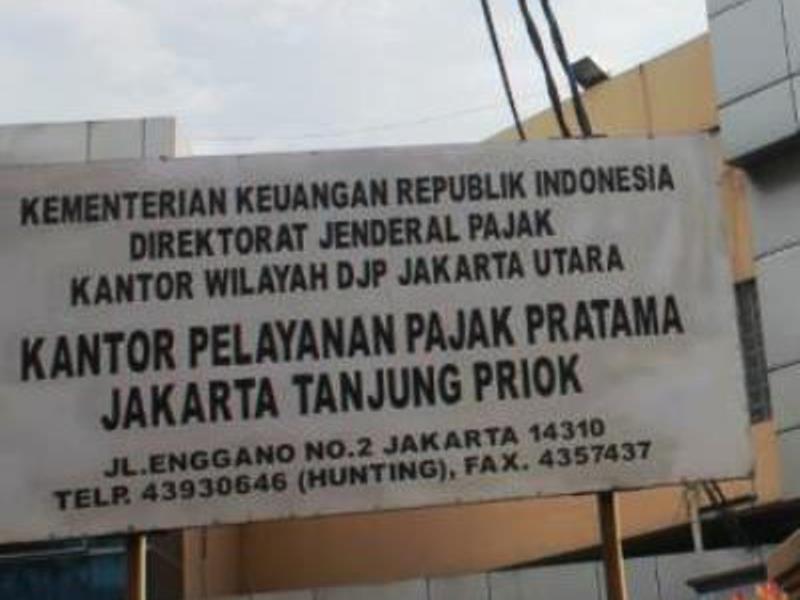 KEMENTERIAN KEUANGAN REPUBLIK INDONESIA
DIREKTORAT JENDERAL PAJAK
KANTOR WILAYAH DJP JAKARTA UTARA
KANTOR PELAYANAN PAJAK PRATAMA
JAKARTA TANJUNG PRIOK
JL.ENGGANO NO.2 JAKARTA 14310
TELP. 43930646 (HUNTING), FAX. 4357437